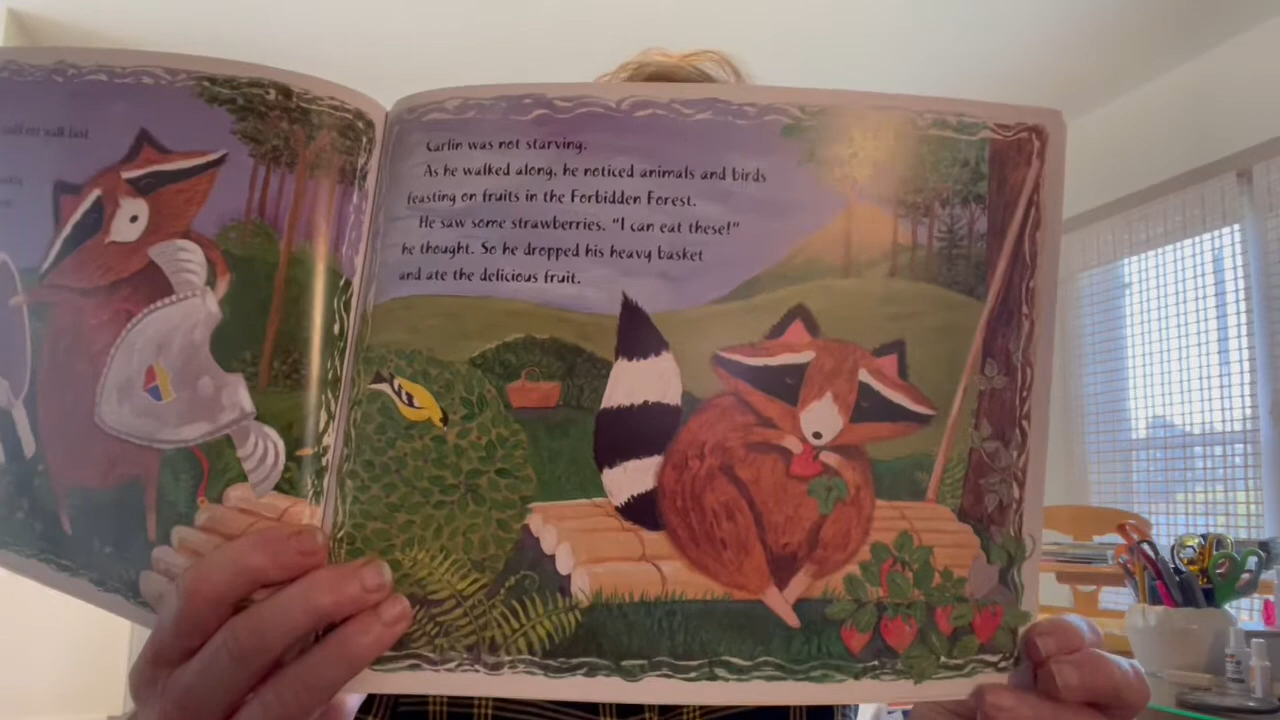 walk fast
Carlin was not starving.
As he walked along, he noticed animals and birds
feasting on fruits in the Forbidden Forest.
He saw some strawberries. "I can eat these!"
he thought. So he dropped his heavy basket
and ate the delicious fruit.